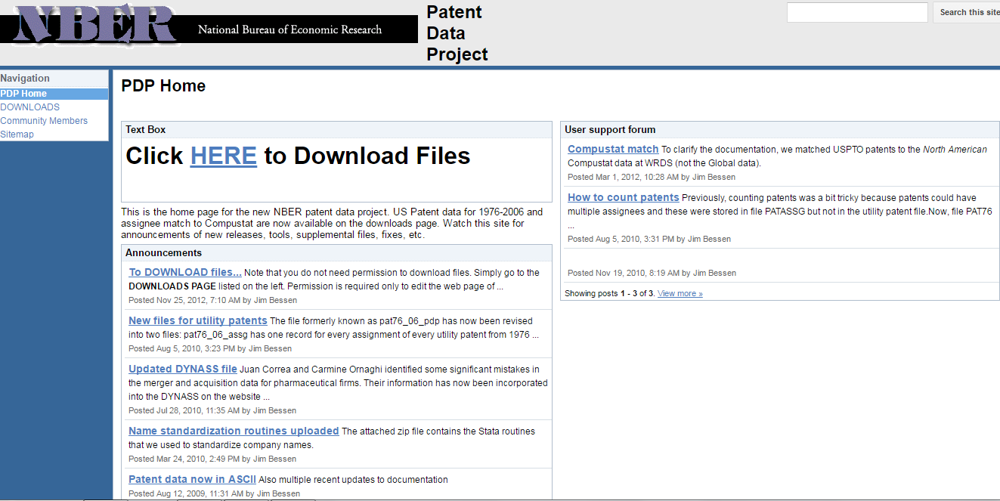 NBER
National Bureau of Economic Research
Patent
Data
Project
Search this site
Navigation
PDP Home
DOWNLOADS
Community Members
Sitemap
PDP Home
Text Box
Click HERE to Download Files
This is the home page for the new NBER patent data project. US Patent data for 1976-2006 and
assignee match to Compustat are now available on the downloads page. Watch this site for
announcements of new releases, tools, supplemental files, fixes, etc.
Announcements
To DOWNLOAD files... Note that you do not need permission to download files. Simply go to the
DOWNLOADS PAGE listed on the left. Permission is required only to edit the web page of ...
Posted Nov 25, 2012, 7:10 AM by Jim Bessen
New files for utility patents The file formerly known as pat76_06_pdp has now been revised
into two files: pat76_06_assg has one record for every assignment of every utility patent from 1976 ...
Posted Aug 5, 2010, 3:23 PM by Jim Bessen
Updated DYNASS file Juan Correa and Carmine Ornaghi identified some significant mistakes in
the merger and acquisition data for pharmaceutical firms. Their information has now been incorporated
into the DYNASS on the website ...
Posted Jul 28, 2010, 11:35 AM by Jim Bessen
Name standardization routines uploaded The attached zip file contains the Stata routines
that we used to standardize company names.
Posted Mar 24, 2010, 2:49 PM by Jim Bessen
Patent data now in ASCII Also multiple recent updates to documentation
Posted Aug 12, 2009, 11:31 AM by Jim Bessen
User support forum
Compustat match To clarify the documentation, we matched USPTO patents to the North American
Compustat data at WRDS (not the Global data).
Posted Mar 1, 2012, 10:28 AM by Jim Bessen
How to count patents Previously, counting patents was a bit tricky because patents could have
multiple assignees and these were stored in file PATASSG but not in the utility patent file.Now, file PAT76
...
Posted Aug 5, 2010, 3:31 PM by Jim Bessen
Posted Nov 19, 2010, 8:19 AM by Jim Bessen
Showing posts 1 - 3 of 3. View more »